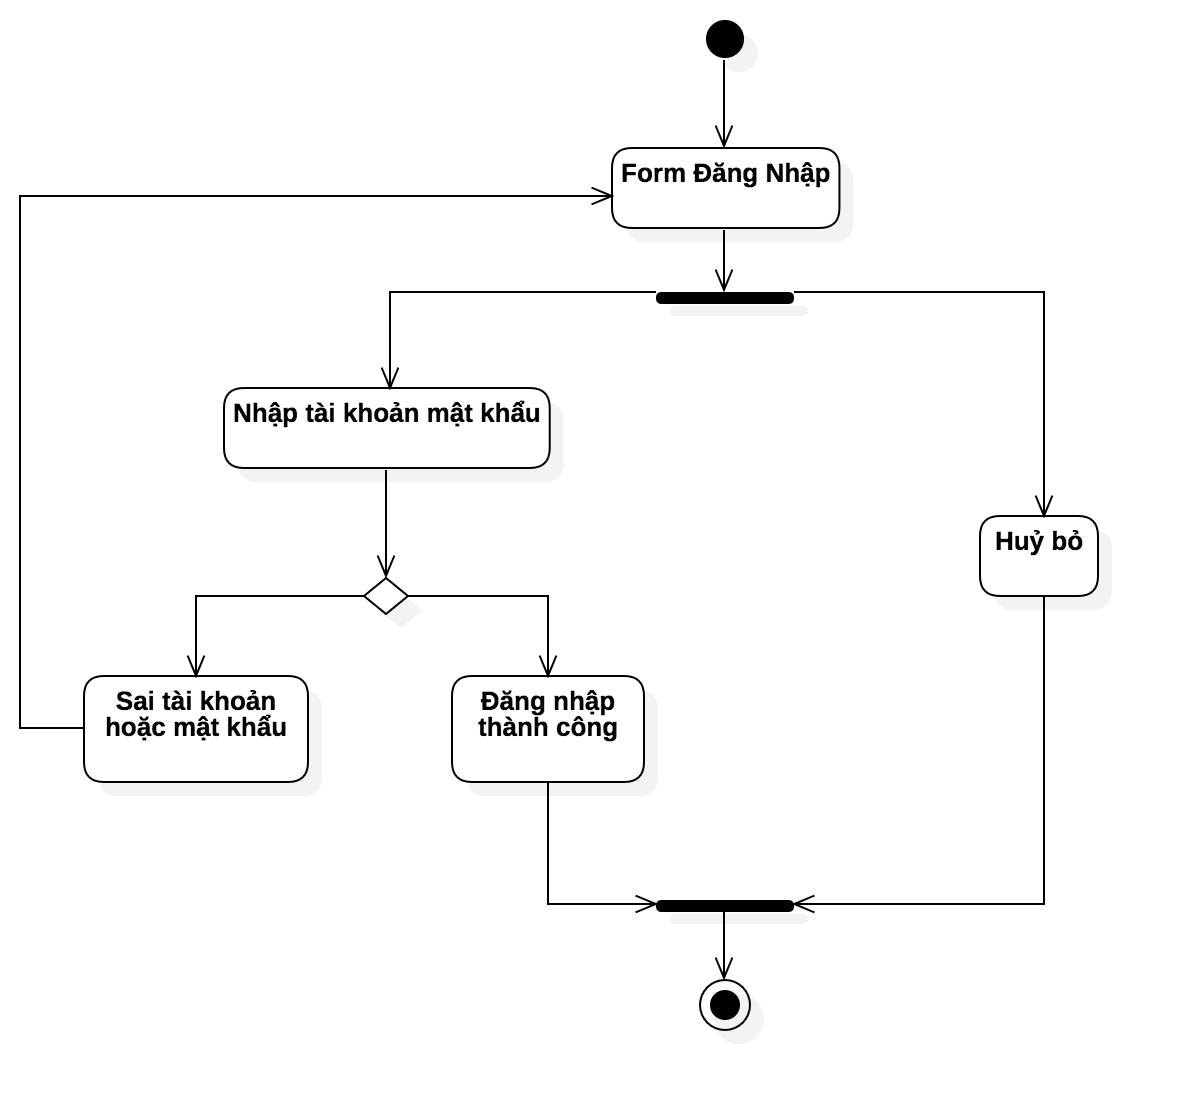 Form Đăng Nhập
Nhập tài khoản mật khẩu
Huỷ bỏ
Sai tài khoản
hoặc mật khẩu
Đăng nhập
thành công